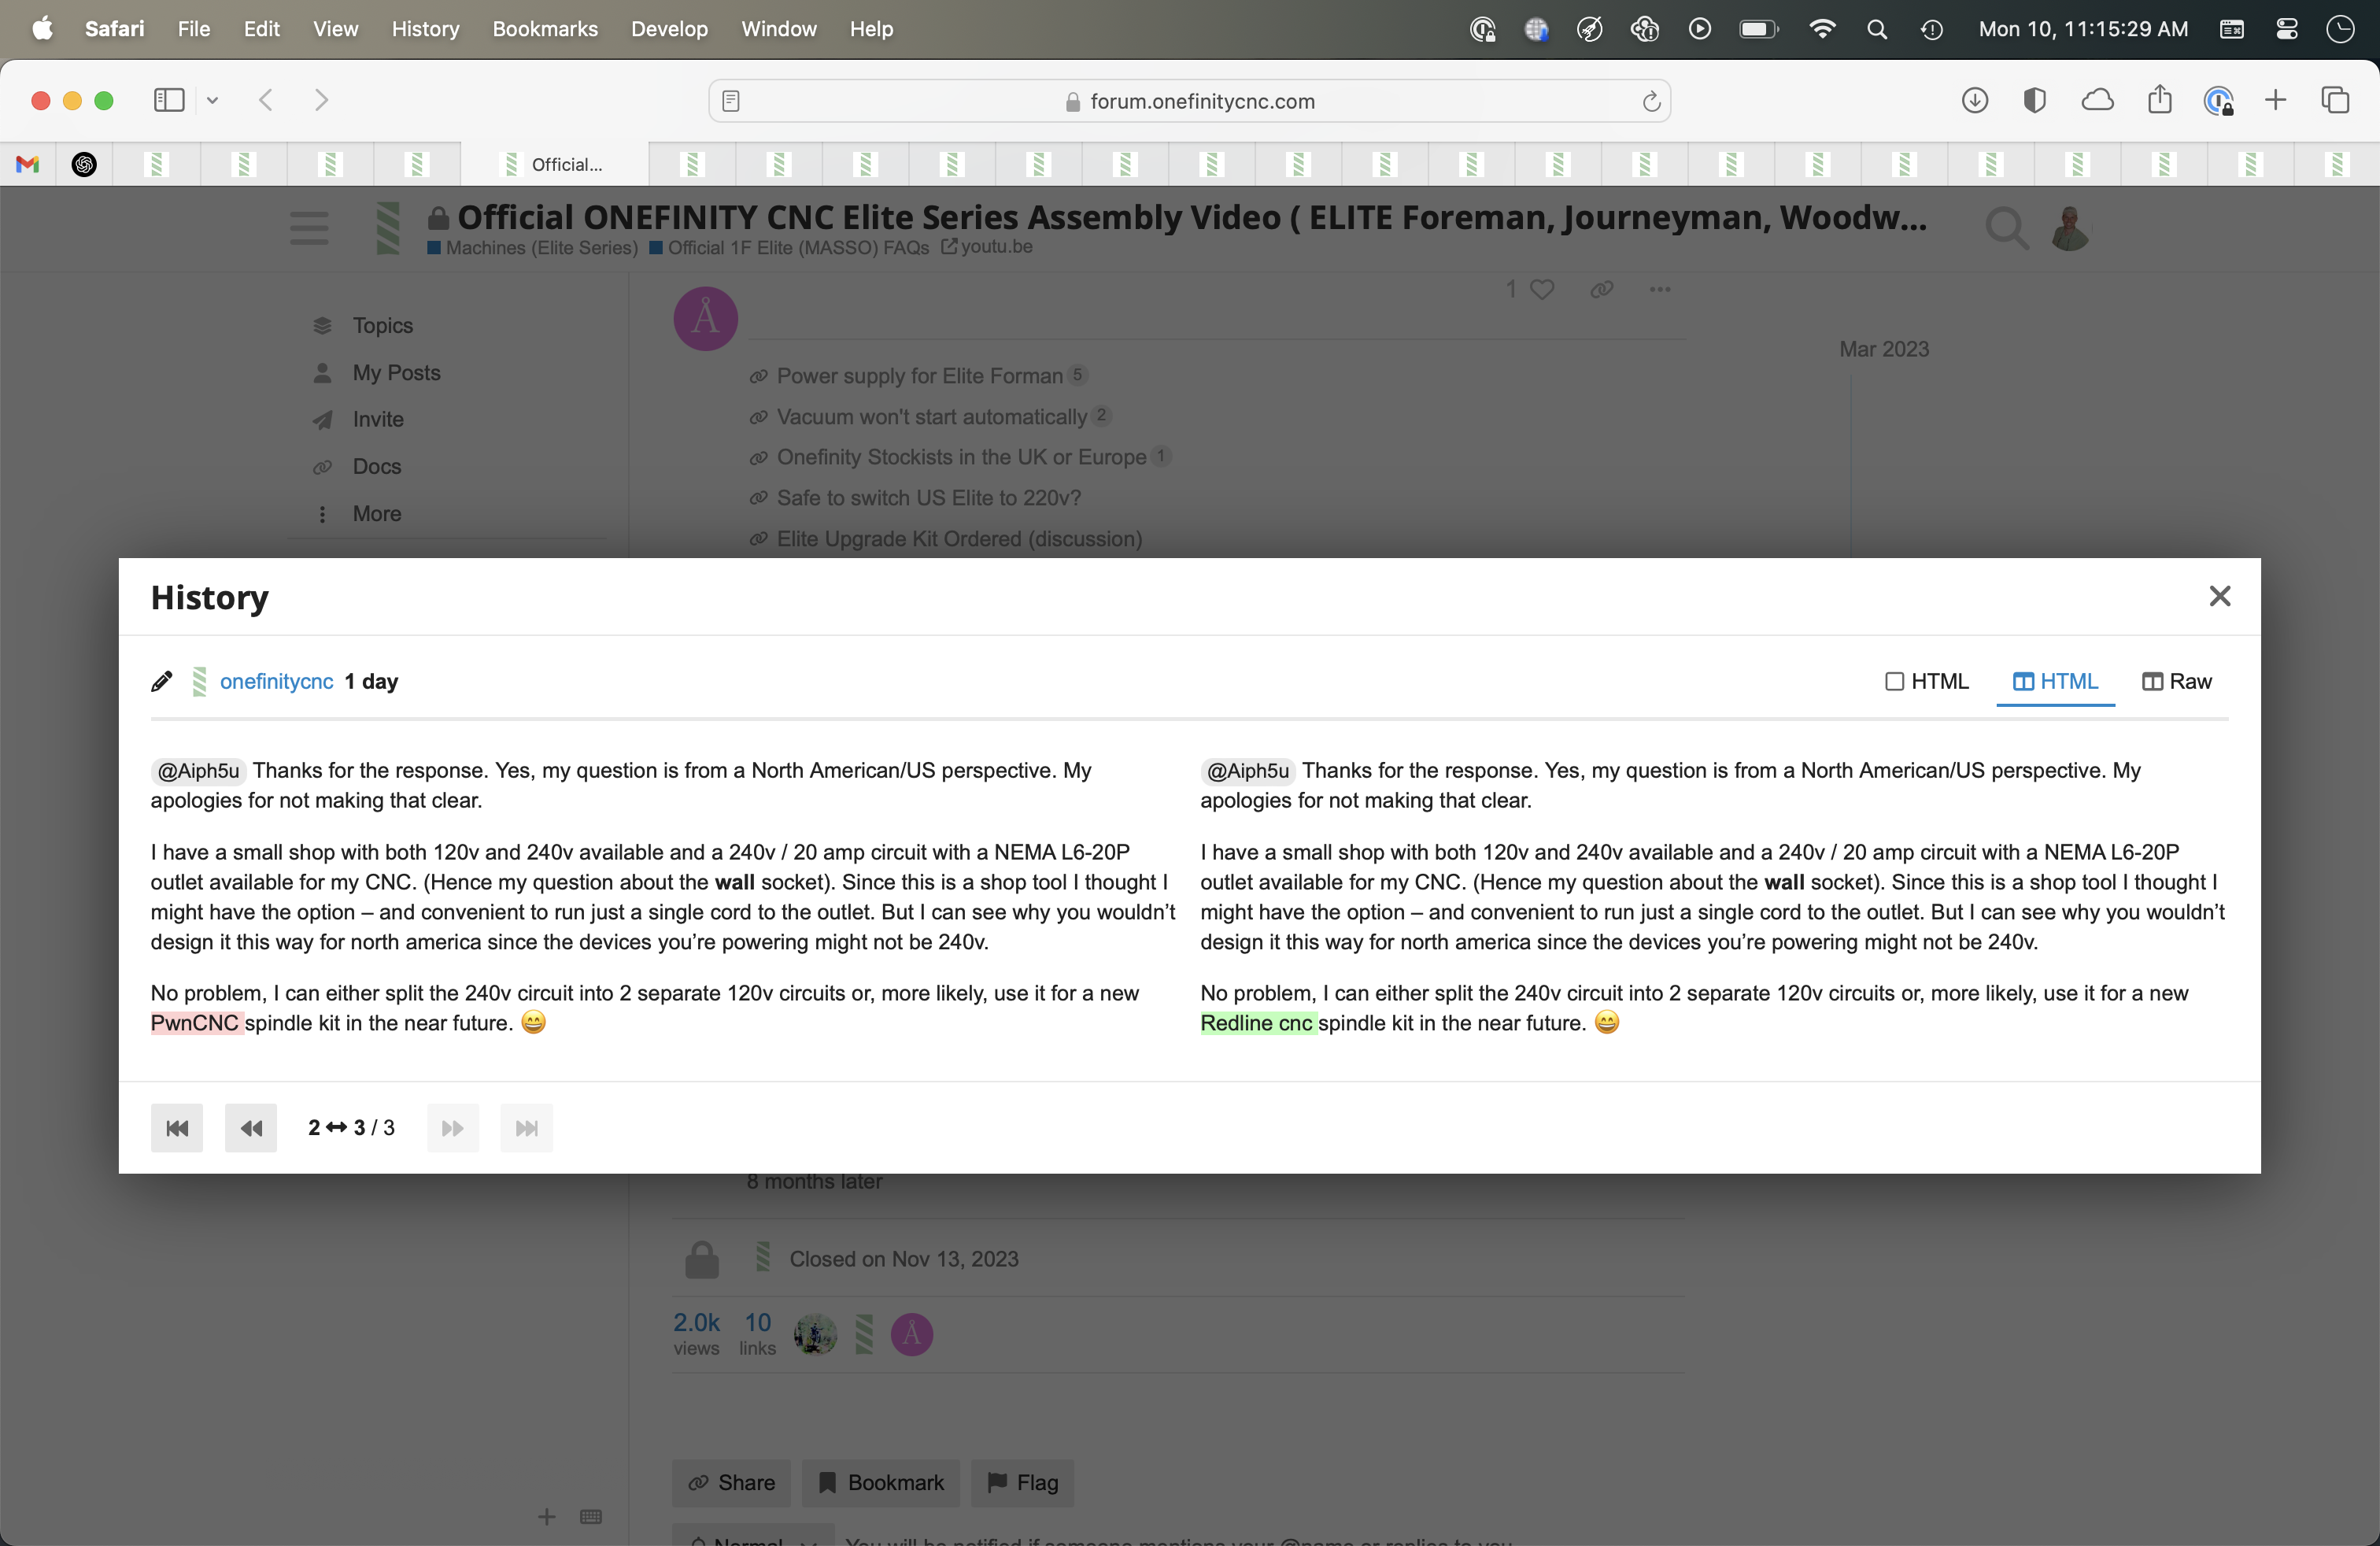 Safari File Edit View History Bookmarks Develop Window Help Mon 10, 11:15:29 AM
forum.onefinitycnc.com
Official...
Official ONEFINITY CNC Elite Series Assembly Video ( ELITE Foreman, Journeyman, Woodw...
Machines (Elite Series) Official 1F Elite (MASSO) FAQs youtu.be
Topics
My Posts
Invite
Docs
More
Å
1
Power supply for Elite Forman 5
Vacuum won't start automatically 2
Onefinity Stockists in the UK or Europe 1
Safe to switch US Elite to 220v?
Elite Upgrade Kit Ordered (discussion)
Mar 2023
History
onefinitycnc 1 day
HTML HTML Raw
@Aiph5u Thanks for the response. Yes, my question is from a North American/US perspective. My
apologies for not making that clear.
I have a small shop with both 120v and 240v available and a 240v / 20 amp circuit with a NEMA L6-20P
outlet available for my CNC. (Hence my question about the wall socket). Since this is a shop tool I thought I
might have the option – and convenient to run just a single cord to the outlet. But I can see why you wouldn’t
design it this way for north america since the devices you’re powering might not be 240v.
No problem, I can either split the 240v circuit into 2 separate 120v circuits or, more likely, use it for a new
PwnCNC spindle kit in the near future. 😄
@Aiph5u Thanks for the response. Yes, my question is from a North American/US perspective. My
apologies for not making that clear.
I have a small shop with both 120v and 240v available and a 240v / 20 amp circuit with a NEMA L6-20P
outlet available for my CNC. (Hence my question about the wall socket). Since this is a shop tool I thought I
might have the option – and convenient to run just a single cord to the outlet. But I can see why you wouldn’t
design it this way for north america since the devices you’re powering might not be 240v.
No problem, I can either split the 240v circuit into 2 separate 120v circuits or, more likely, use it for a new
Redline cnc spindle kit in the near future. 😄
2 ↔ 3 / 3
8 months later
Closed on Nov 13, 2023
2.0k 10
views links
Å
Share Bookmark Flag
Normal You will be notified if someone mentions your @name or replies to you.